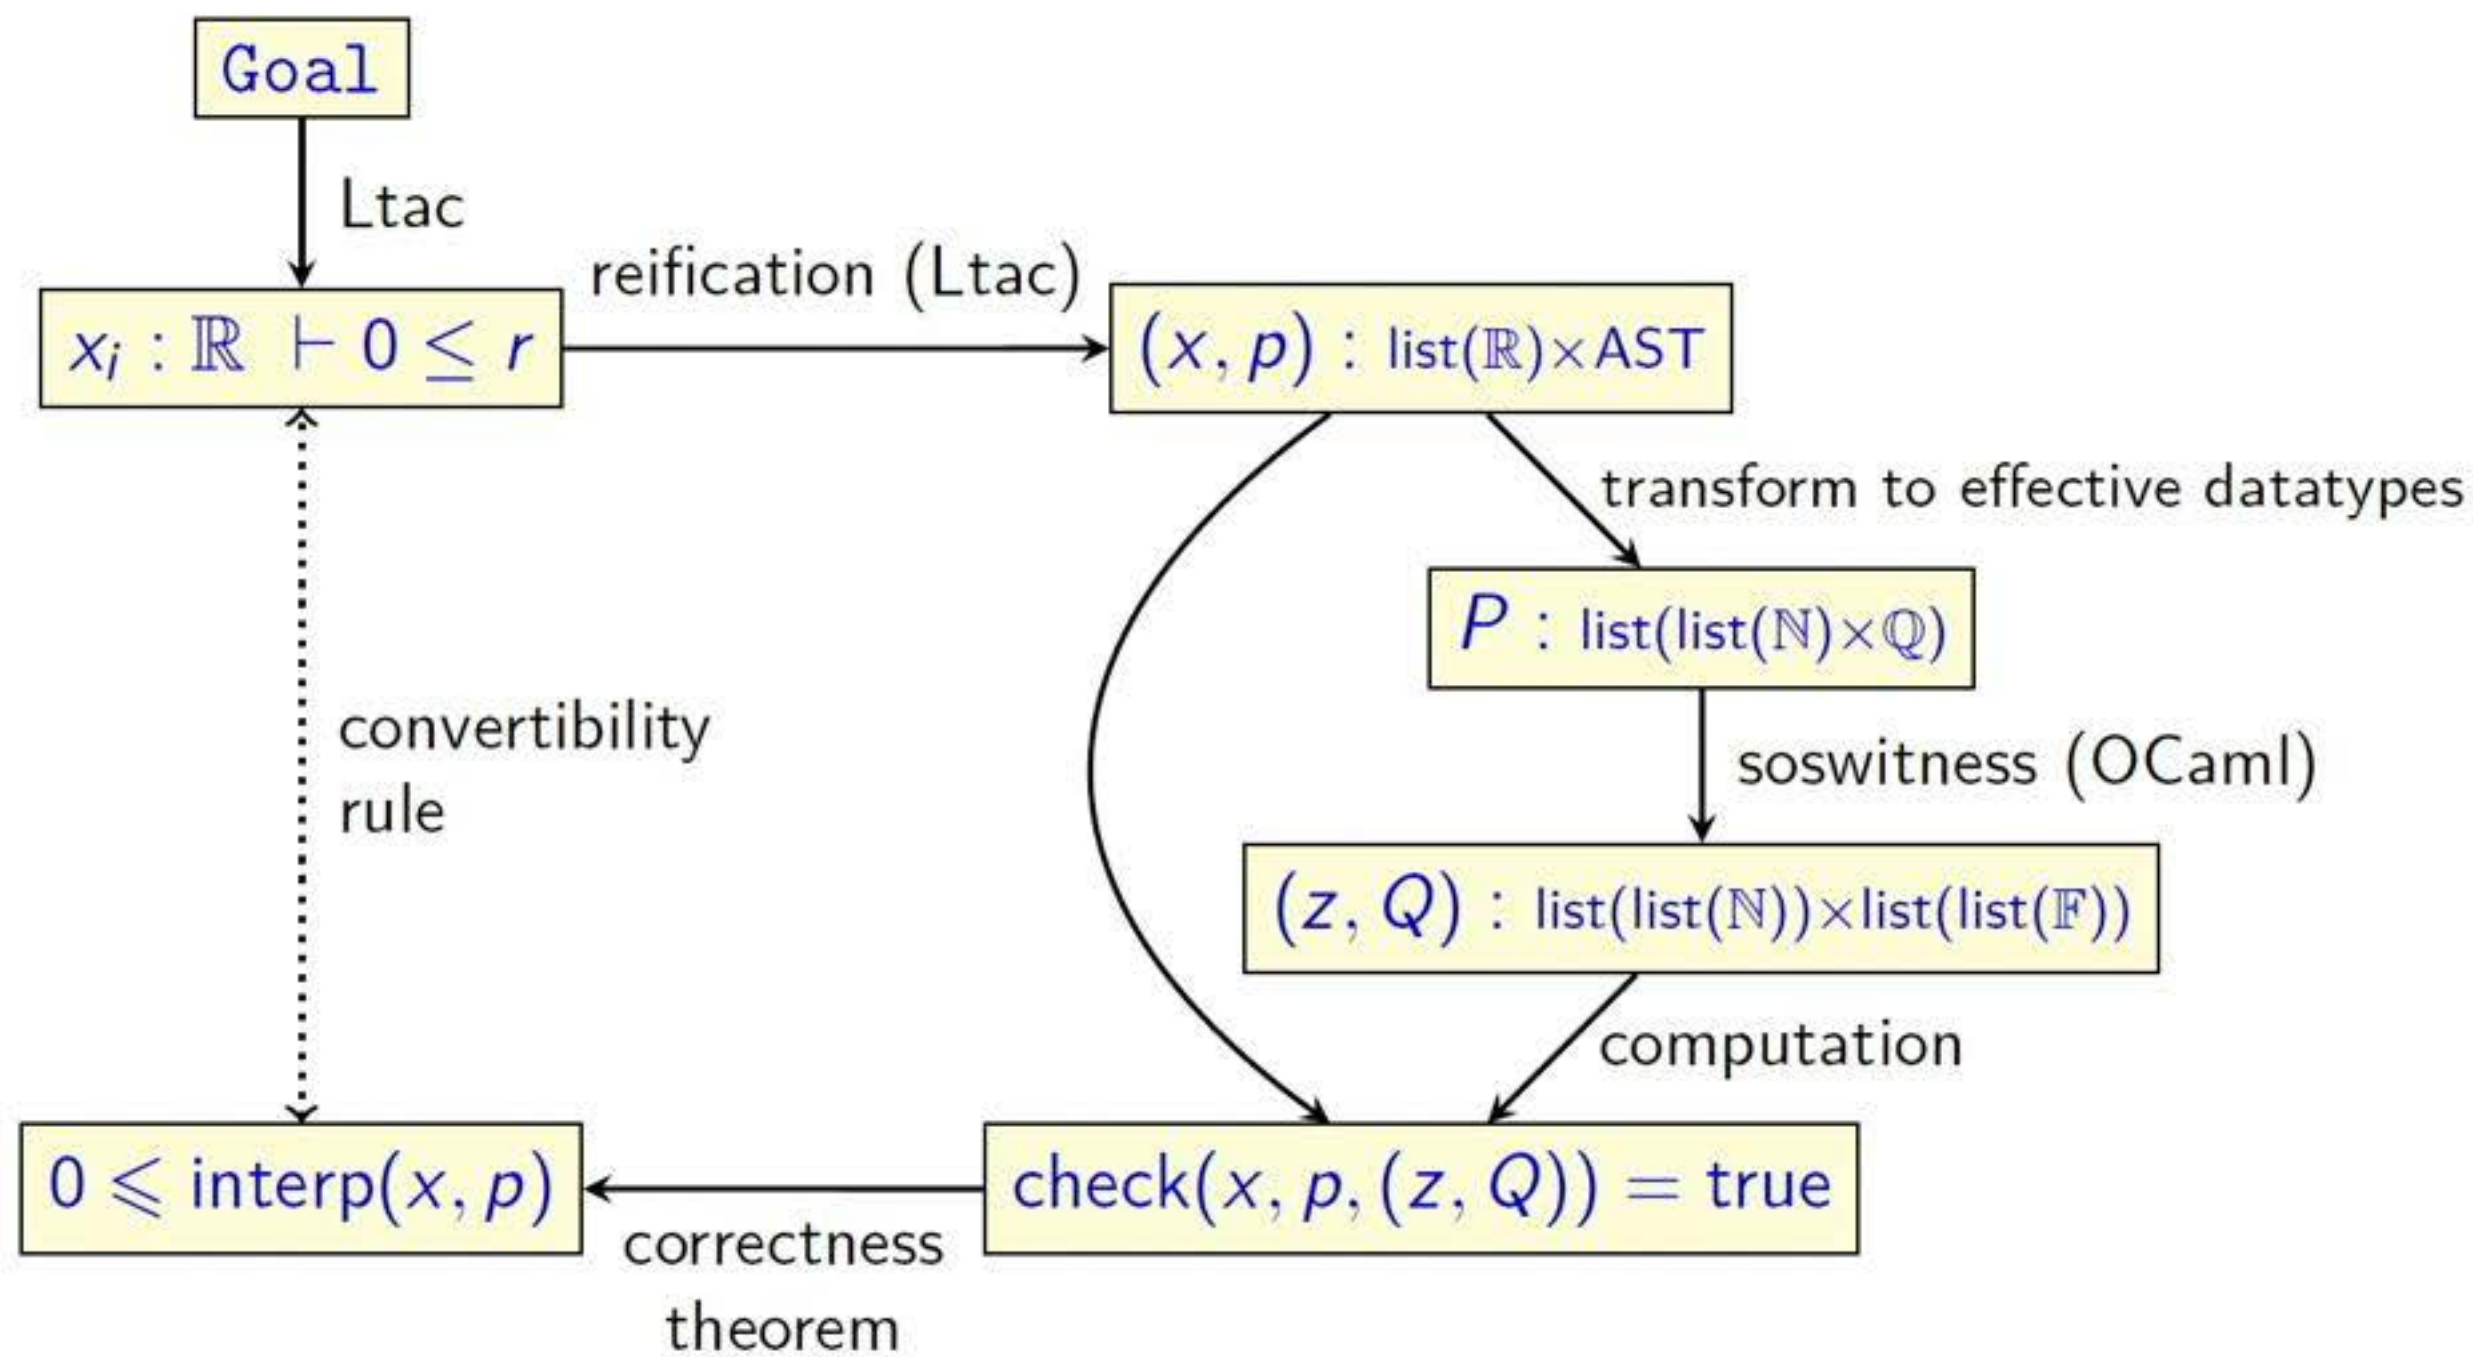 Goal
Ltac
reification (Ltac)
xᵢ : ℝ ⊢ 0 ≤ r
(x, p) : list(ℝ)×AST
transform to effective datatypes
P : list(list(ℕ)×ℚ)
convertibility
rule
soswitness (OCaml)
(z, Q) : list(list(ℕ))×list(list(𝔽))
computation
0 ⩽ interp(x, p)
check(x, p, (z, Q)) = true
correctness
theorem